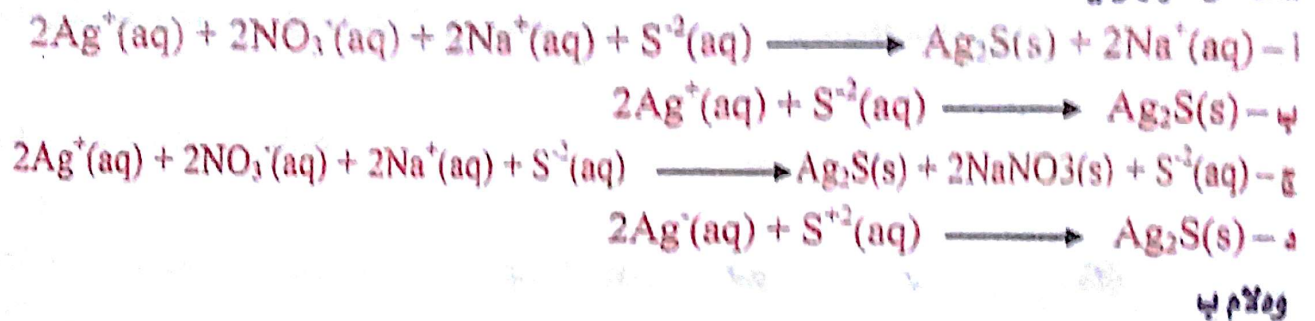 2Ag⁺(aq) + 2NO₃⁻(aq) + 2Na⁺(aq) + S⁻²(aq) ⟶ Ag₂S(s) + 2Na⁺(aq) – أ
2Ag⁺(aq) + S⁻²(aq) ⟶ Ag₂S(s) – ب
2Ag⁺(aq) + 2NO₃⁻(aq) + 2Na⁺(aq) + S⁻²(aq) ⟶ Ag₂S(s) + 2NaNO3(s) + S⁻²(aq) – ج
2Ag⁻(aq) + S⁺²(aq) ⟶ Ag₂S(s) – د
ب